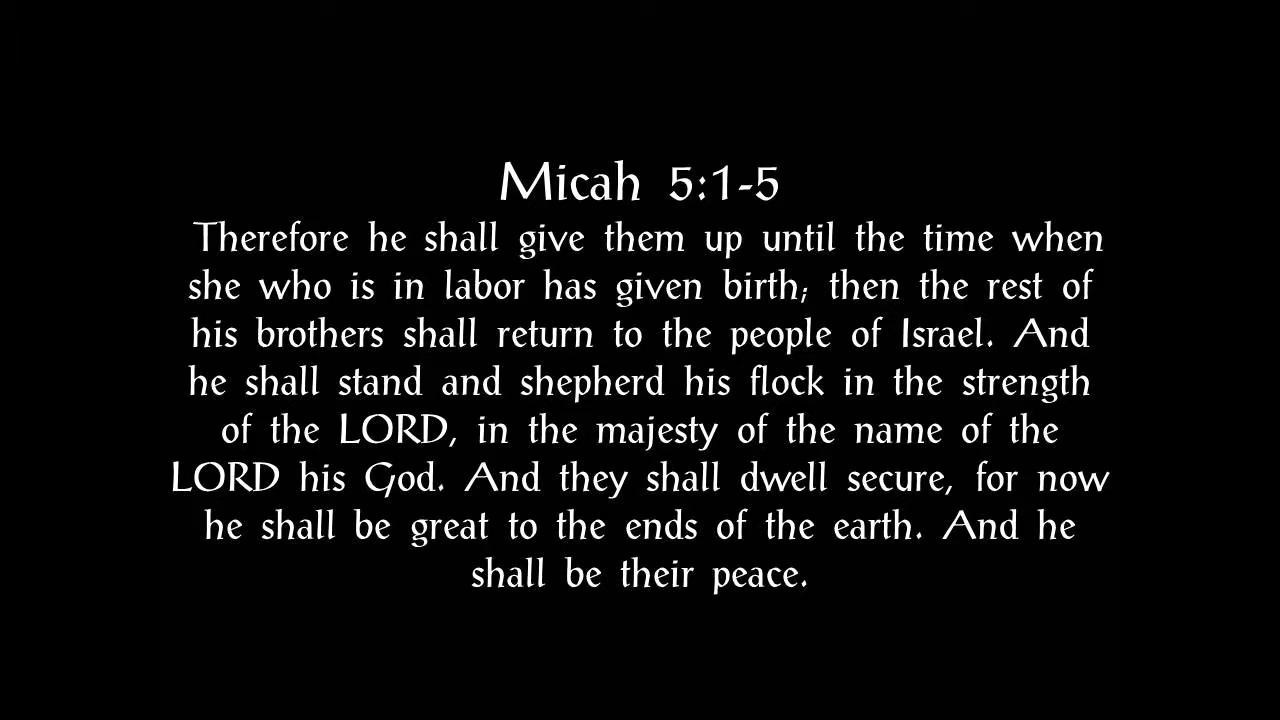 Micah 5:1-5
Therefore he shall give them up until the time when
she who is in labor has given birth; then the rest of
his brothers shall return to the people of Israel. And
he shall stand and shepherd his flock in the strength
of the LORD, in the majesty of the name of the
LORD his God. And they shall dwell secure, for now
he shall be great to the ends of the earth. And he
shall be their peace.